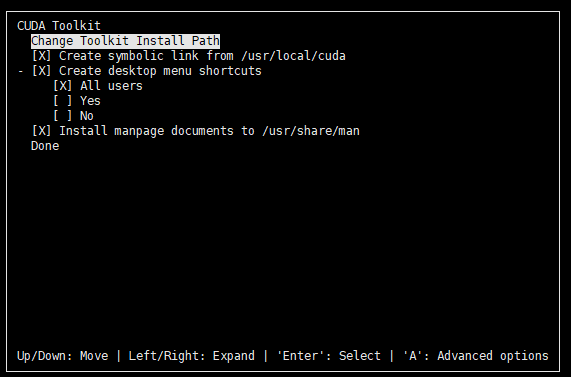 CUDA Toolkit
Change Toolkit Install Path
[X] Create symbolic link from /usr/local/cuda
- [X] Create desktop menu shortcuts
[X] All users
[ ] Yes
[ ] No
[X] Install manpage documents to /usr/share/man
Done
Up/Down: Move | Left/Right: Expand | 'Enter': Select | 'A': Advanced options